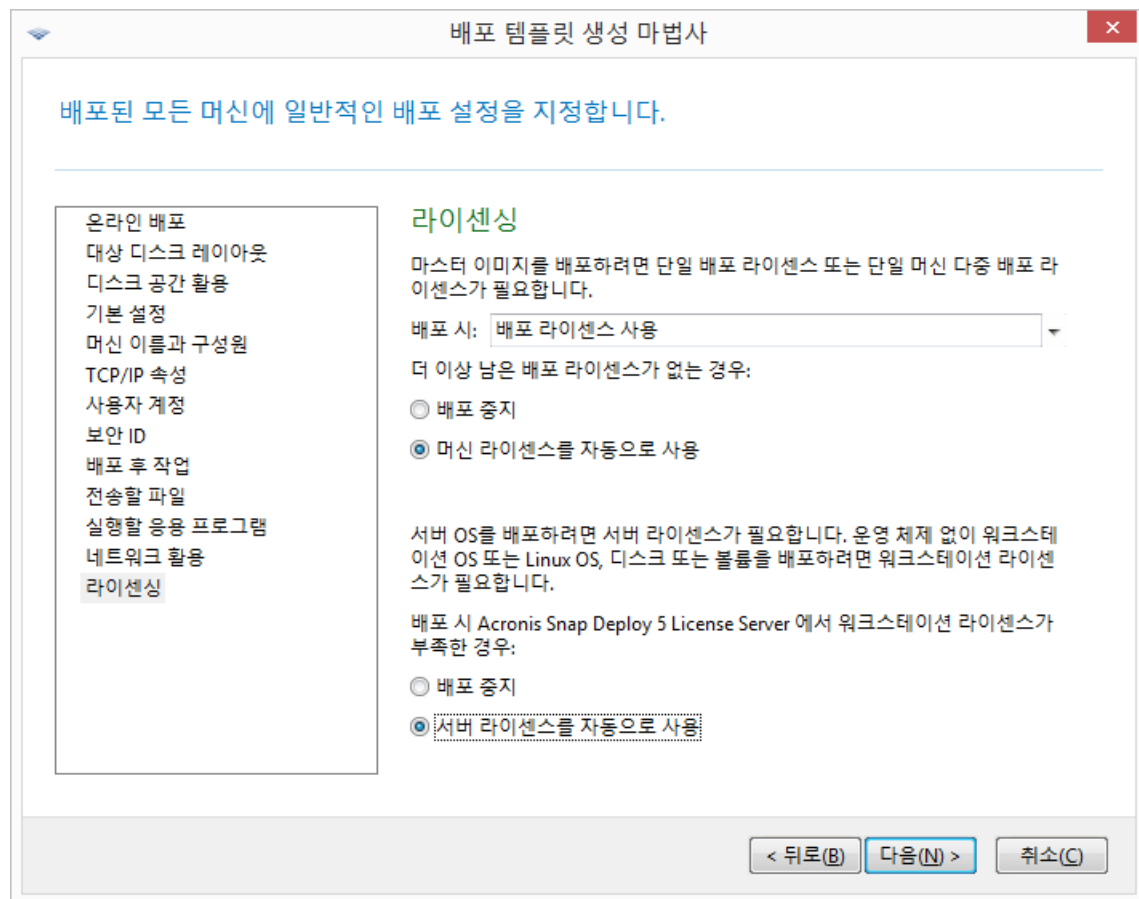 배포 템플릿 생성 마법사
배포된 모든 머신에 일반적인 배포 설정을 지정합니다.
온라인 배포
대상 디스크 레이아웃
디스크 공간 활용
기본 설정
머신 이름과 구성원
TCP/IP 속성
사용자 계정
보안 ID
배포 후 작업
전송할 파일
실행할 응용 프로그램
네트워크 활용
라이센싱
라이센싱
마스터 이미지를 배포하려면 단일 배포 라이센스 또는 단일 머신 다중 배포 라
이센스가 필요합니다.
배포 시: 배포 라이센스 사용
더 이상 남은 배포 라이센스가 없는 경우:
배포 중지
머신 라이센스를 자동으로 사용
서버 OS를 배포하려면 서버 라이센스가 필요합니다. 운영 체제 없이 워크스테
이션 OS 또는 Linux OS, 디스크 또는 볼륨을 배포하려면 워크스테이션 라이센
스가 필요합니다.
배포 시 Acronis Snap Deploy 5 License Server 에서 워크스테이션 라이센스가
부족한 경우:
배포 중지
서버 라이센스를 자동으로 사용
< 뒤로(B) 다음(N) > 취소(C)